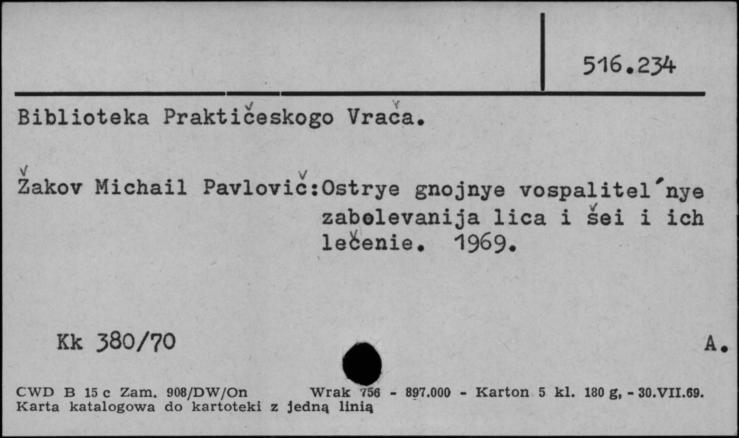 516.234
Biblioteka Praktičeskogo Vrača.
Žakov Michail Pavlovič:Ostrye gnojnye vospalitel´nye
zabolevanija lica i šei i ich
lečenie. 1969.
Kk 380/70
A.
CWD B 15 c Zam. 908/DW/On Wrak 756 - 897.000 - Karton 5 kl. 180 g, - 30.VII.69.
Karta katalogowa do kartoteki z jedną linią